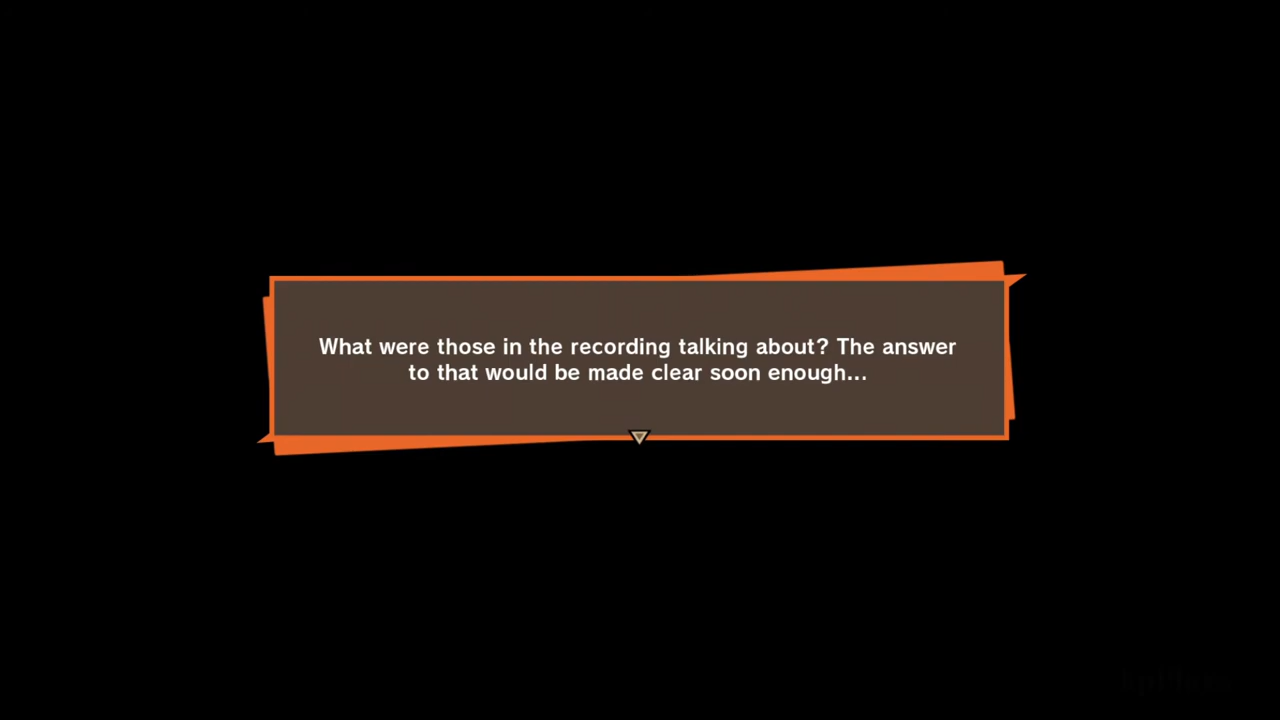 What were those in the recording talking about? The answer
to that would be made clear soon enough...